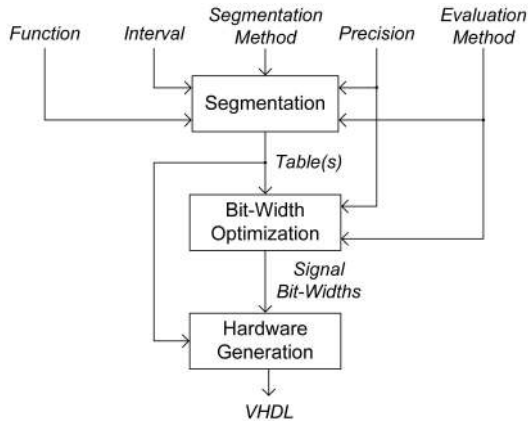 Function
Interval
Segmentation
Method
Precision
Evaluation
Method
Segmentation
Table(s)
Bit-Width
Optimization
Signal
Bit-Widths
Hardware
Generation
VHDL